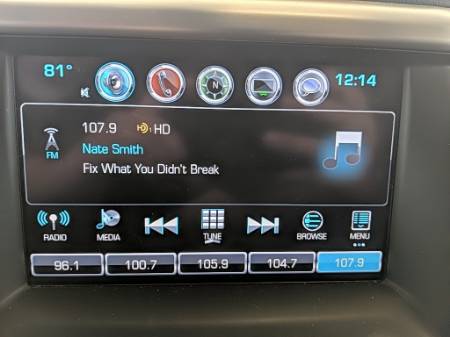 81° 12:14
N
107.9 HD1 HD
FM
Nate Smith
Fix What You Didn't Break
RADIO MEDIA TUNE BROWSE MENU
96.1 100.7 105.9 104.7 107.9